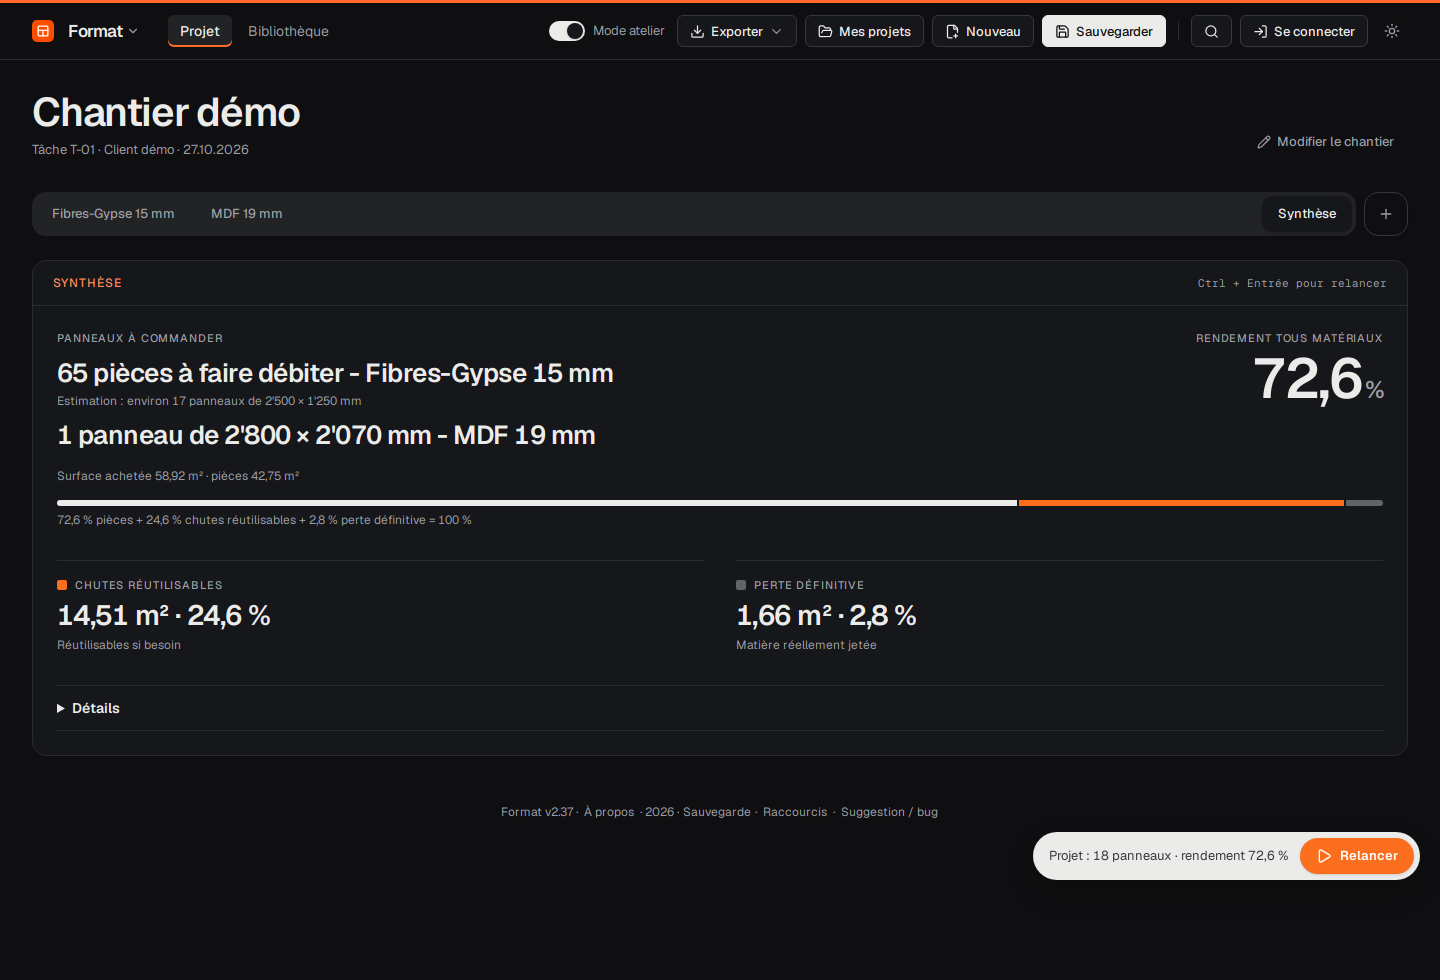 Format
Projet
Bibliothèque
Mode atelier
Exporter
Mes projets
Nouveau
Sauvegarder
Se connecter
Chantier démo
Tâche T-01 · Client démo · 27.10.2026
Modifier le chantier
Fibres-Gypse 15 mm
MDF 19 mm
Synthèse
+
SYNTHÈSE
Ctrl + Entrée pour relancer
PANNEAUX À COMMANDER
RENDEMENT TOUS MATÉRIAUX
65 pièces à faire débiter - Fibres-Gypse 15 mm
72,6 %
Estimation : environ 17 panneaux de 2'500 × 1'250 mm
1 panneau de 2'800 × 2'070 mm - MDF 19 mm
Surface achetée 58,92 m² · pièces 42,75 m²
72,6 % pièces + 24,6 % chutes réutilisables + 2,8 % perte définitive = 100 %
CHUTES RÉUTILISABLES
14,51 m² · 24,6 %
Réutilisables si besoin
PERTE DÉFINITIVE
1,66 m² · 2,8 %
Matière réellement jetée
Détails
Format v2.37 · À propos · 2026 · Sauvegarde · Raccourcis · Suggestion / bug
Projet : 18 panneaux · rendement 72,6 %
Relancer